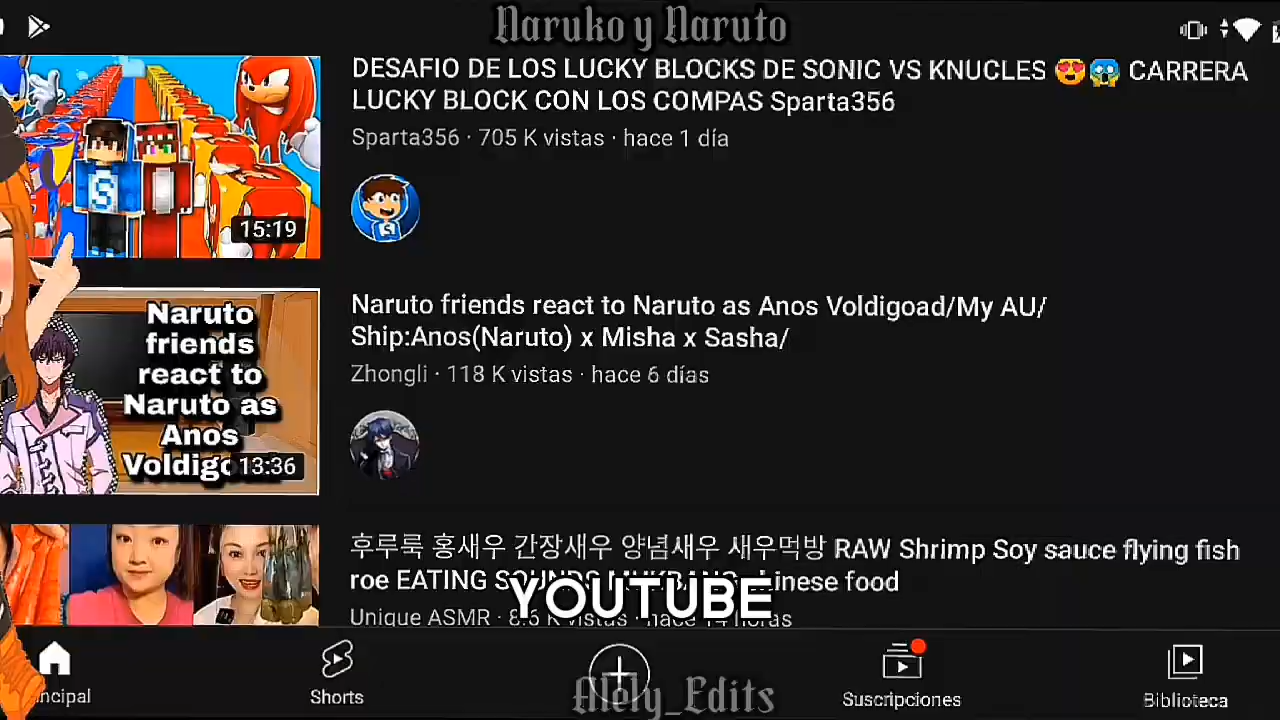 Naruko y Naruto
DESAFIO DE LOS LUCKY BLOCKS DE SONIC VS KNUCLES 😍😱 CARRERA
LUCKY BLOCK CON LOS COMPAS Sparta356
Sparta356 · 705 K vistas · hace 1 día
S
15:19
Naruto
friends
react to
Naruto as
Anos
Voldigo
13:36
Naruto friends react to Naruto as Anos Voldigoad/My AU/
Ship:Anos(Naruto) x Misha x Sasha/
Zhongli · 118 K vistas · hace 6 días
후루룩 홍새우 간장새우 양념새우 새우먹방 RAW Shrimp Soy sauce flying fish
roe EATING SOUNDS MUKBANG food
YOUTUBE
Unique ASMR · 8.6 K vistas · hace 14 horas
Shorts
Suscripciones
Biblioteca
Alely_Edits